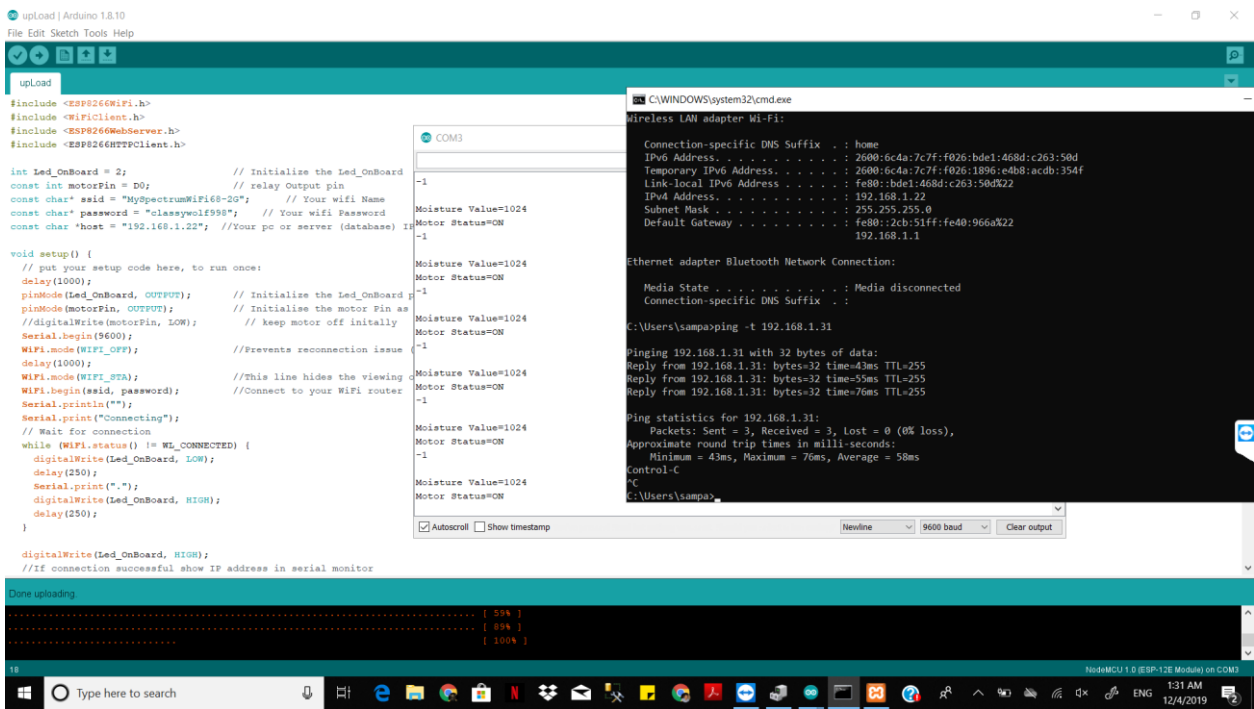 upLoad | Arduino 1.8.10
File Edit Sketch Tools Help
upLoad
#include <ESP8266WiFi.h>
#include <WiFiClient.h>
#include <ESP8266WebServer.h>
#include <ESP8266HTTPClient.h>
int Led_OnBoard = 2; // Initialize the Led_OnBoard
const int motorPin = D0; // relay Output pin
const char* ssid = "MySpectrumWiFi68-2G"; // Your wifi Name
const char* password = "classywolf998"; // Your wifi Password
const char *host = "192.168.1.22"; //Your pc or server (database) IP
void setup() {
// put your setup code here, to run once:
delay(1000);
pinMode(Led_OnBoard, OUTPUT); // Initialize the Led_OnBoard p
pinMode(motorPin, OUTPUT); // Initialise the motor Pin as
//digitalWrite(motorPin, LOW); // keep motor off initally
Serial.begin(9600);
WiFi.mode(WIFI_OFF); //Prevents reconnection issue (
delay(1000);
WiFi.mode(WIFI_STA); //This line hides the viewing o
WiFi.begin(ssid, password); //Connect to your WiFi router
Serial.println("");
Serial.print("Connecting");
// Wait for connection
while (WiFi.status() != WL_CONNECTED) {
digitalWrite(Led_OnBoard, LOW);
delay(250);
Serial.print(".");
digitalWrite(Led_OnBoard, HIGH);
delay(250);
}
digitalWrite(Led_OnBoard, HIGH);
//If connection successful show IP address in serial monitor
COM3
-1
Moisture Value=1024
Motor Status=ON
-1
Moisture Value=1024
Motor Status=ON
-1
Moisture Value=1024
Motor Status=ON
-1
Moisture Value=1024
Motor Status=ON
-1
Moisture Value=1024
Motor Status=ON
-1
Moisture Value=1024
Motor Status=ON
Autoscroll Show timestamp Newline 9600 baud Clear output
C:\WINDOWS\system32\cmd.exe
Wireless LAN adapter Wi-Fi:
Connection-specific DNS Suffix . : home
IPv6 Address. . . . . . . . . . . : 2600:6c4a:7c7f:f026:bde1:468d:c263:50d
Temporary IPv6 Address. . . . . . : 2600:6c4a:7c7f:f026:1896:e4b8:acdb:354f
Link-local IPv6 Address . . . . . : fe80::bde1:468d:c263:50d%22
IPv4 Address. . . . . . . . . . . : 192.168.1.22
Subnet Mask . . . . . . . . . . . : 255.255.255.0
Default Gateway . . . . . . . . . : fe80::2cb:51ff:fe40:966a%22
192.168.1.1
Ethernet adapter Bluetooth Network Connection:
Media State . . . . . . . . . . . : Media disconnected
Connection-specific DNS Suffix . :
C:\Users\sampa>ping -t 192.168.1.31
Pinging 192.168.1.31 with 32 bytes of data:
Reply from 192.168.1.31: bytes=32 time=43ms TTL=255
Reply from 192.168.1.31: bytes=32 time=55ms TTL=255
Reply from 192.168.1.31: bytes=32 time=76ms TTL=255
Ping statistics for 192.168.1.31:
Packets: Sent = 3, Received = 3, Lost = 0 (0% loss),
Approximate round trip times in milli-seconds:
Minimum = 43ms, Maximum = 76ms, Average = 58ms
Control-C
^C
C:\Users\sampa>
Done uploading.
................................................................................ [ 59% ]
................................................................................ [ 89% ]
............................. [ 100% ]
18 NodeMCU 1.0 (ESP-12E Module) on COM3
Type here to search
ENG
1:31 AM
12/4/2019
2